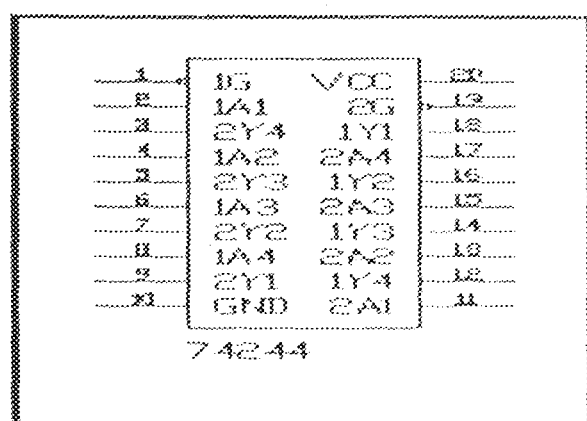 1 1G VCC 20
2 1A1 2G 19
3 2Y4 1Y1 18
4 1A2 2A4 17
5 2Y3 1Y2 16
6 1A3 2A3 15
7 2Y2 1Y3 14
8 1A4 2A2 13
9 2Y1 1Y4 12
10 GND 2A1 11
74244